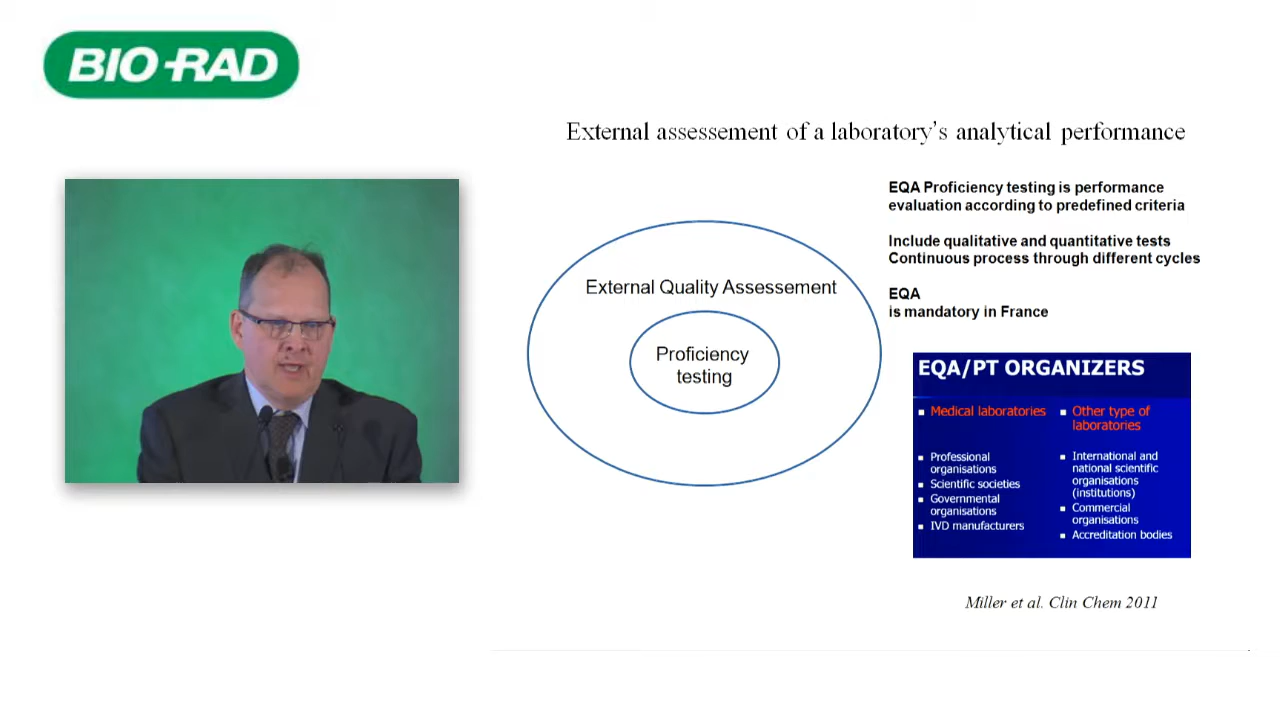 BIO-RAD
External assessement of a laboratory's analytical performance
EQA Proficiency testing is performance
evaluation according to predefined criteria
Include qualitative and quantitative tests
Continuous process through different cycles
EQA
is mandatory in France
External Quality Assessement
Proficiency
testing
EQA/PT ORGANIZERS
Medical laboratories
Professional
organisations
Scientific societies
Governmental
organisations
IVD manufacturers
Other type of
laboratories
International and
national scientific
organisations
(institutions)
Commercial
organisations
Accreditation bodies
Miller et al. Clin Chem 2011